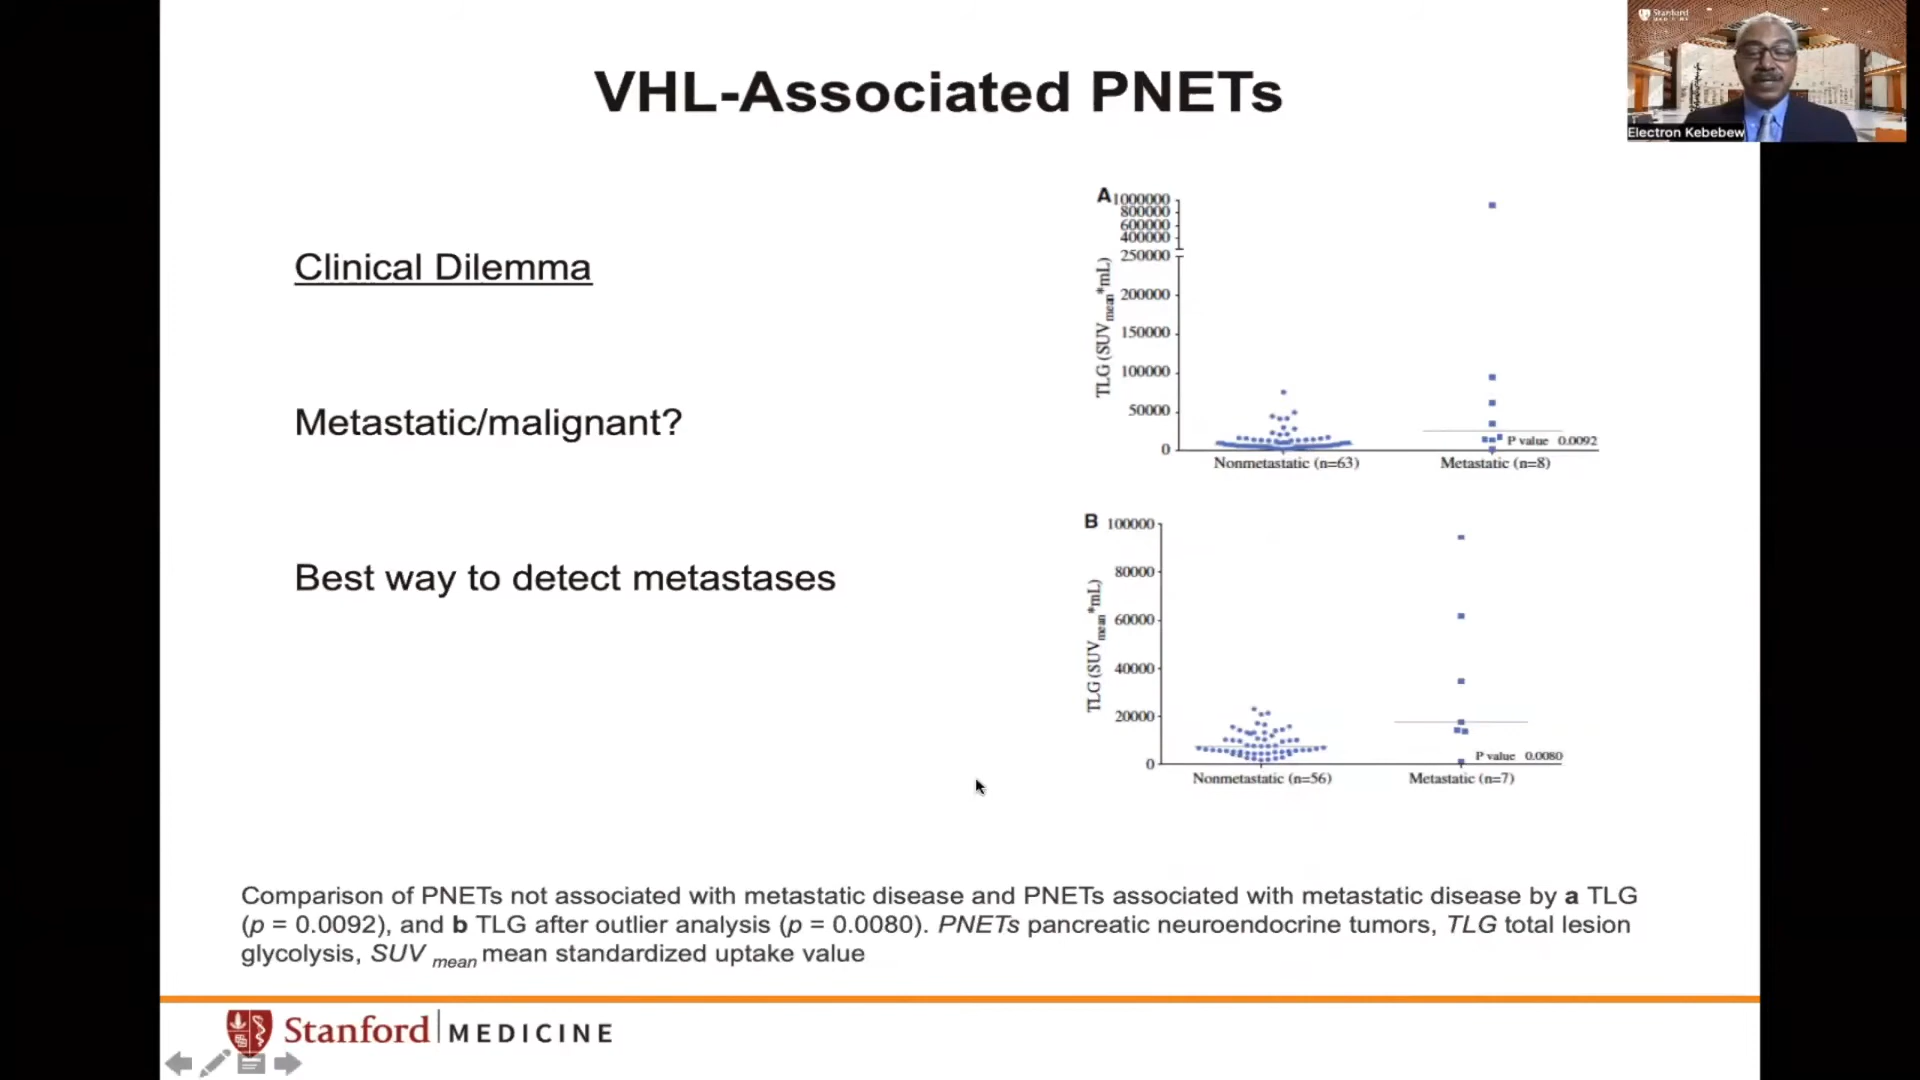 VHL-Associated PNETs
Stanford
MEDICINE
Electron Kebebew
Clinical Dilemma
Metastatic/malignant?
Best way to detect metastases
A
1000000
800000
600000
400000
250000
200000
150000
100000
50000
0
TLG (SUVmean*mL)
P value 0.0092
Nonmetastatic (n=63)
Metastatic (n=8)
B
100000
80000
60000
40000
20000
0
TLG (SUVmean*mL)
P value 0.0080
Nonmetastatic (n=56)
Metastatic (n=7)
Comparison of PNETs not associated with metastatic disease and PNETs associated with metastatic disease by a TLG
(p = 0.0092), and b TLG after outlier analysis (p = 0.0080). PNETs pancreatic neuroendocrine tumors, TLG total lesion
glycolysis, SUV mean mean standardized uptake value
Stanford MEDICINE